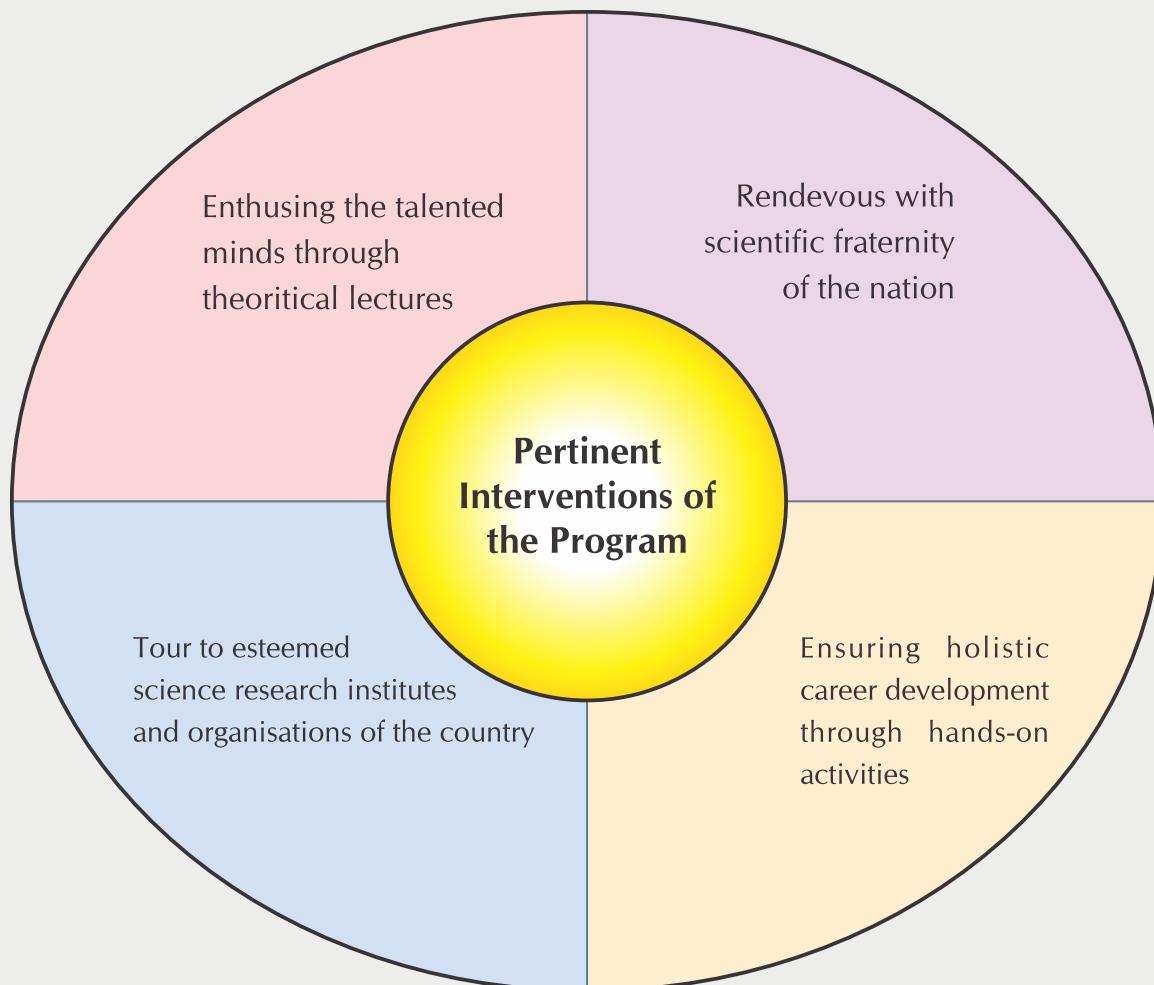 Enthusing the talented
minds through
theoritical lectures
Rendevous with
scientific fraternity
of the nation
Pertinent
Interventions of
the Program
Tour to esteemed
science research institutes
and organisations of the country
Ensuring holistic
career development
through hands-on
activities